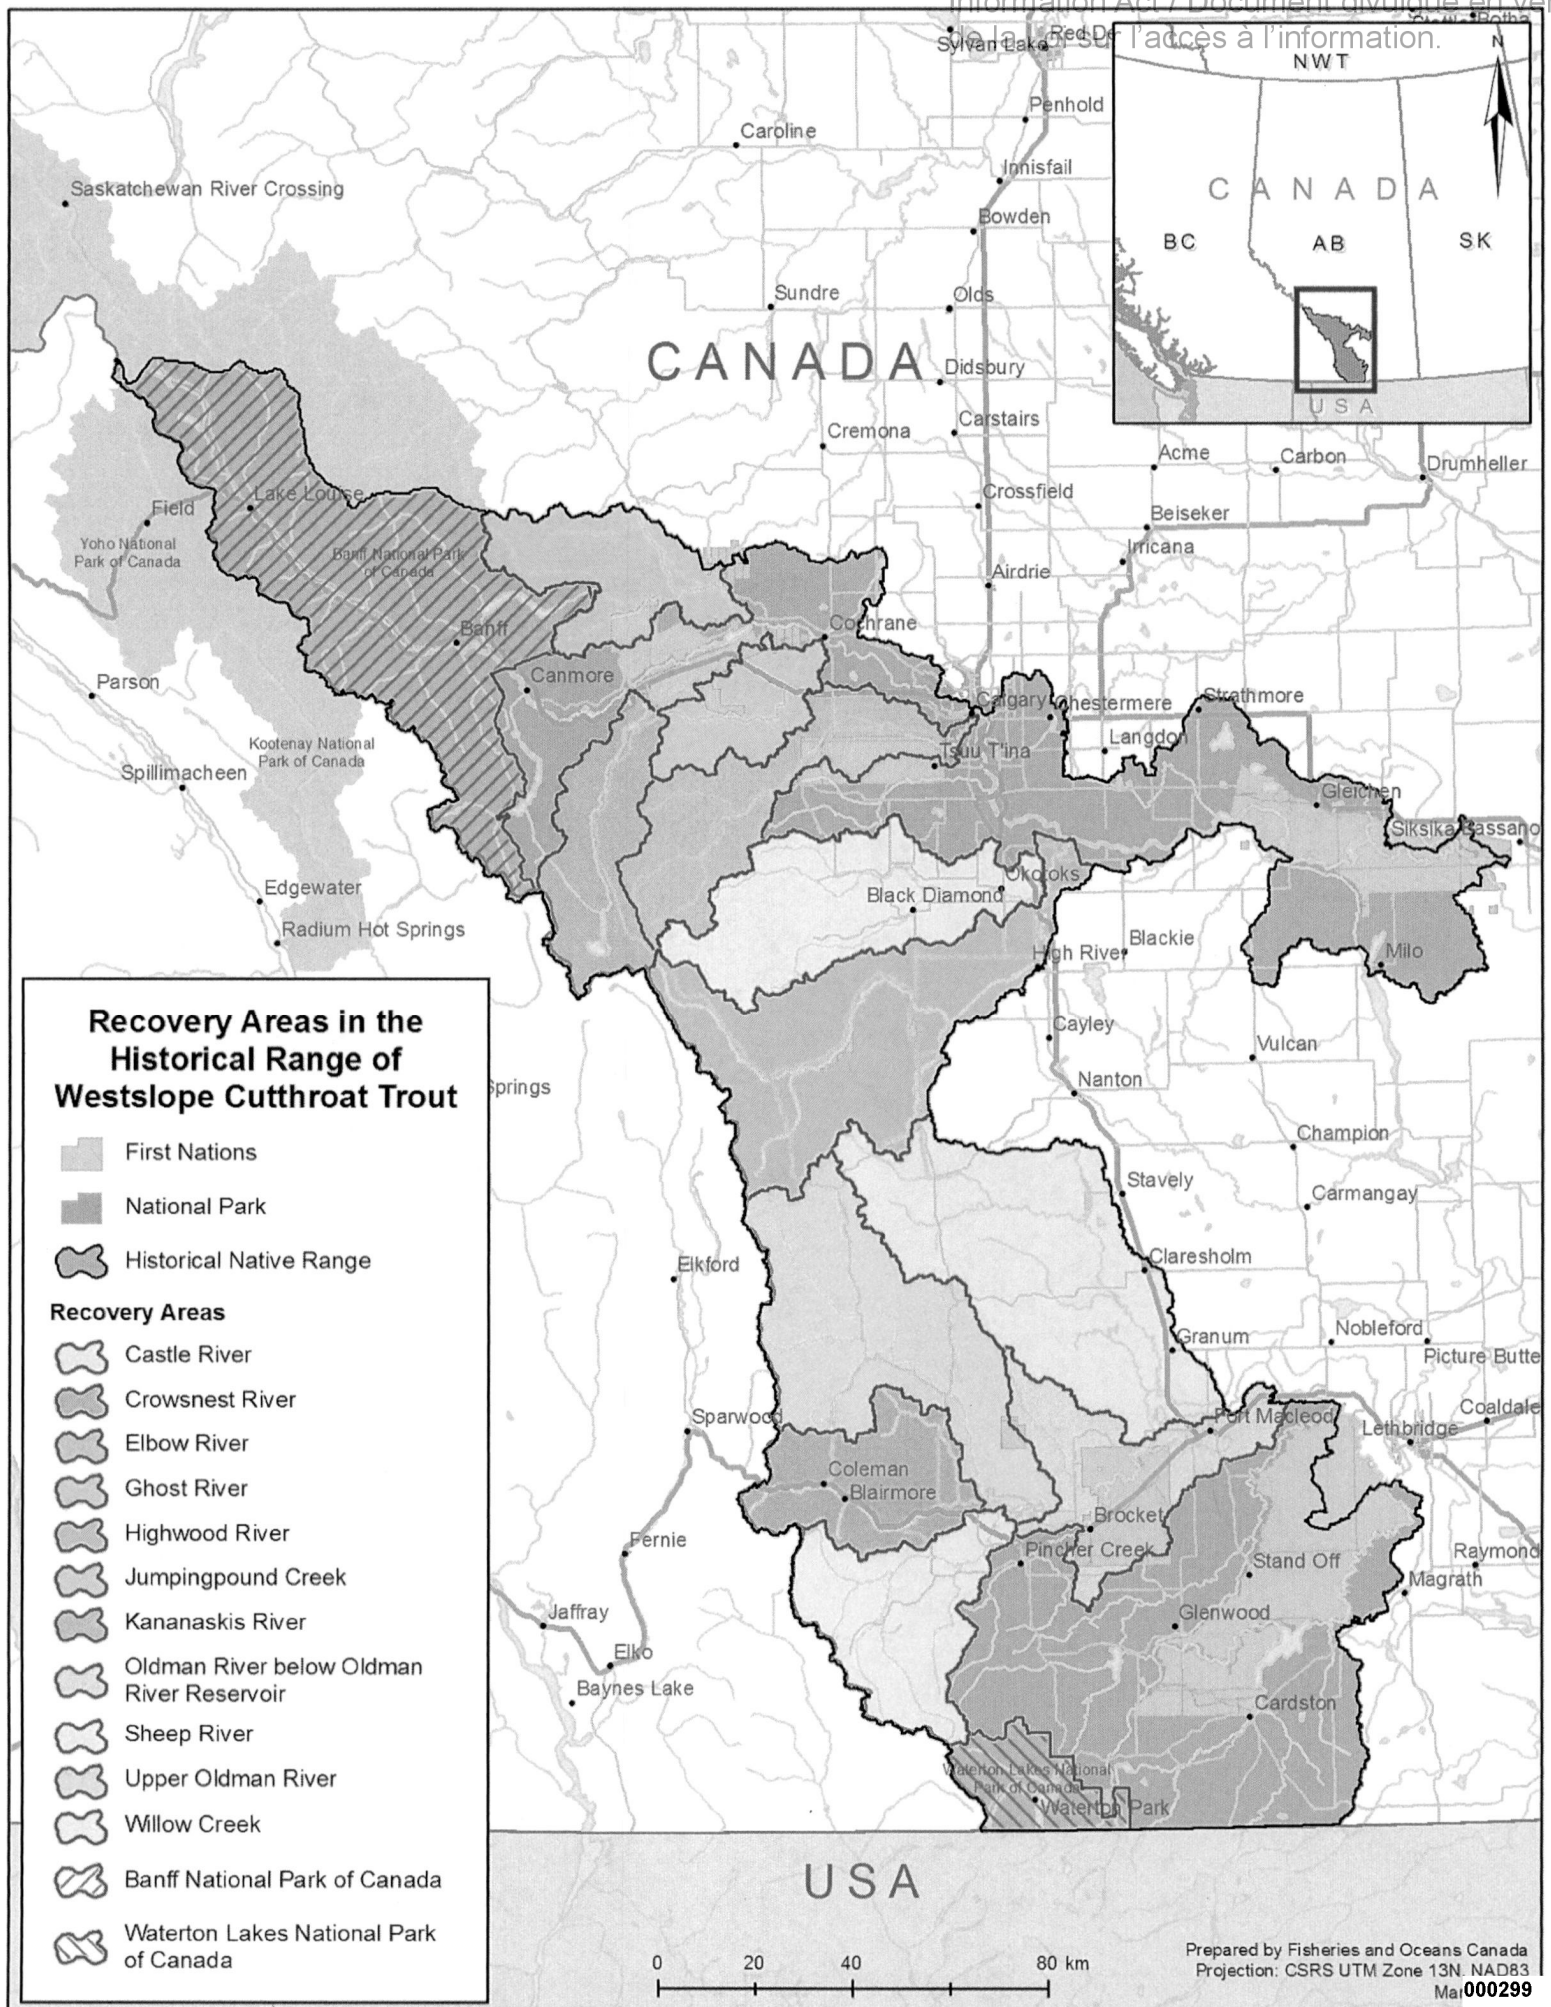 Information Act / Document divulgué en ver
de la Loi sur l'accès à l'information.
Botha
Sylvan Lake
Red De
N
NWT
Penhold
Caroline
Innisfail
Saskatchewan River Crossing
CANADA
Bowden
BC
AB
SK
Sundre
Olds
CANADA
Didsbury
USA
Carstairs
Cremona
Acme
Carbon
Drumheller
Crossfield
Lake Louise
Field
Beiseker
Yoho National
Park of Canada
Banff National Park
of Canada
Irricana
Airdrie
Cochrane
Banff
Canmore
Parson
Calgary
Chestermere
Strathmore
Langdon
Kootenay National
Park of Canada
Tsuu T'ina
Spillimacheen
Gleichen
Siksika
Bassano
Okotoks
Edgewater
Black Diamond
Radium Hot Springs
Blackie
High River
Milo
Cayley
Vulcan
Springs
Nanton
Champion
Stavely
Carmangay
Claresholm
Elkford
Nobleford
Granum
Picture Butte
Coaldale
Sparwood
Fort Macleod
Lethbridge
Coleman
Blairmore
Brocket
Fernie
Pincher Creek
Raymond
Stand Off
Magrath
Jaffray
Glenwood
Elko
Baynes Lake
Cardston
Waterton Lakes National
Park of Canada
Waterton Park
USA
Recovery Areas in the
Historical Range of
Westslope Cutthroat Trout
First Nations
National Park
Historical Native Range
Recovery Areas
Castle River
Crowsnest River
Elbow River
Ghost River
Highwood River
Jumpingpound Creek
Kananaskis River
Oldman River below Oldman
River Reservoir
Sheep River
Upper Oldman River
Willow Creek
Banff National Park of Canada
Waterton Lakes National Park
of Canada
0 20 40 80 km
Prepared by Fisheries and Oceans Canada
Projection: CSRS UTM Zone 13N. NAD83
Mar
000299